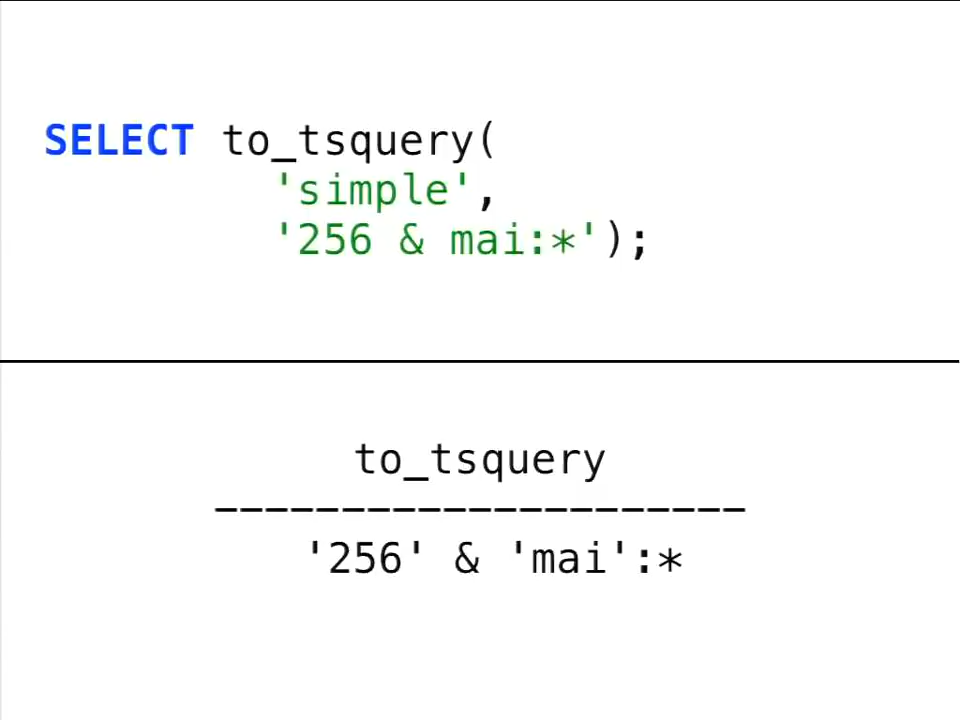 SELECT to_tsquery(
'simple',
'256 & mai:*');
to_tsquery
---------------------
'256' & 'mai':*